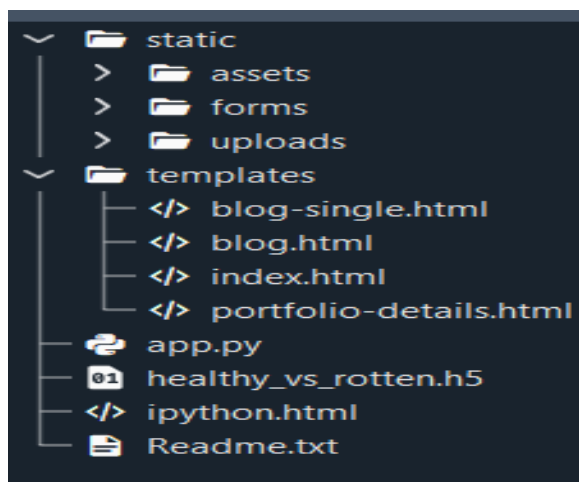 static
assets
forms
uploads
templates
</> blog-single.html
</> blog.html
</> index.html
</> portfolio-details.html
app.py
01 healthy_vs_rotten.h5
</> ipython.html
Readme.txt